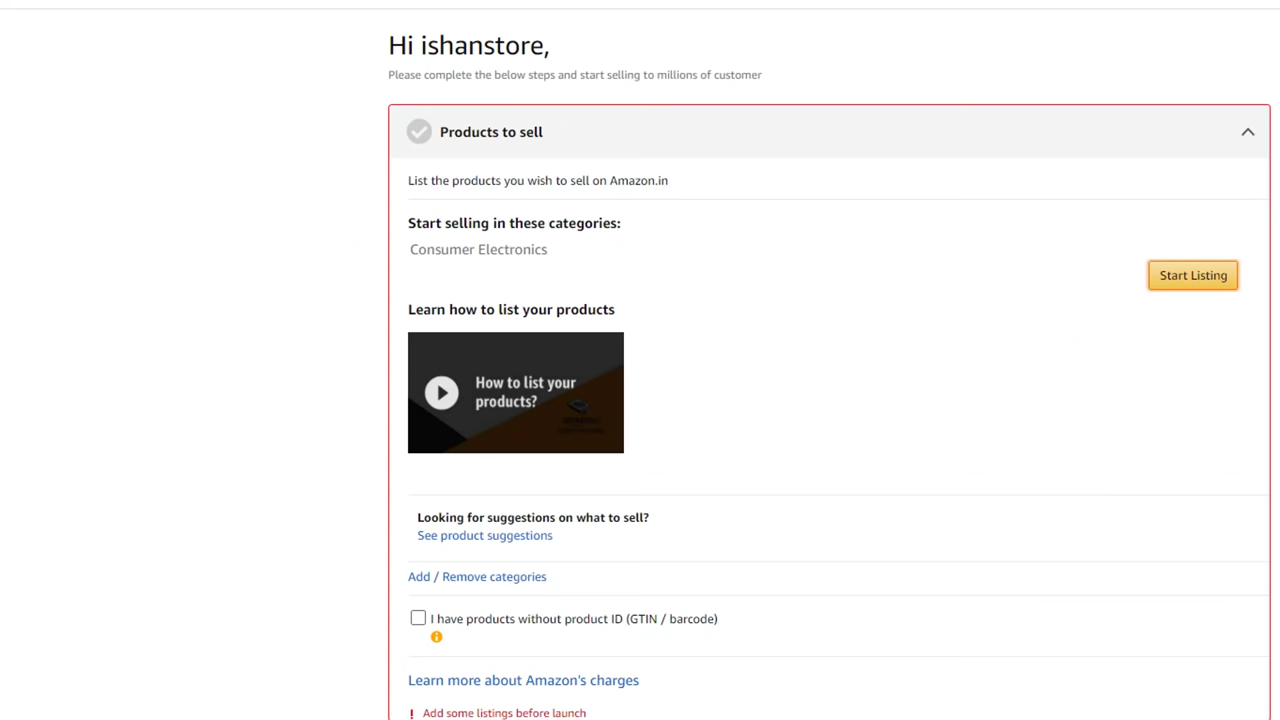 Hi ishanstore,
Please complete the below steps and start selling to millions of customer
Products to sell
List the products you wish to sell on Amazon.in
Start selling in these categories:
Consumer Electronics
Start Listing
Learn how to list your products
How to list your
products?
Looking for suggestions on what to sell?
See product suggestions
Add / Remove categories
I have products without product ID (GTIN / barcode)
Learn more about Amazon's charges
Add some listings before launch